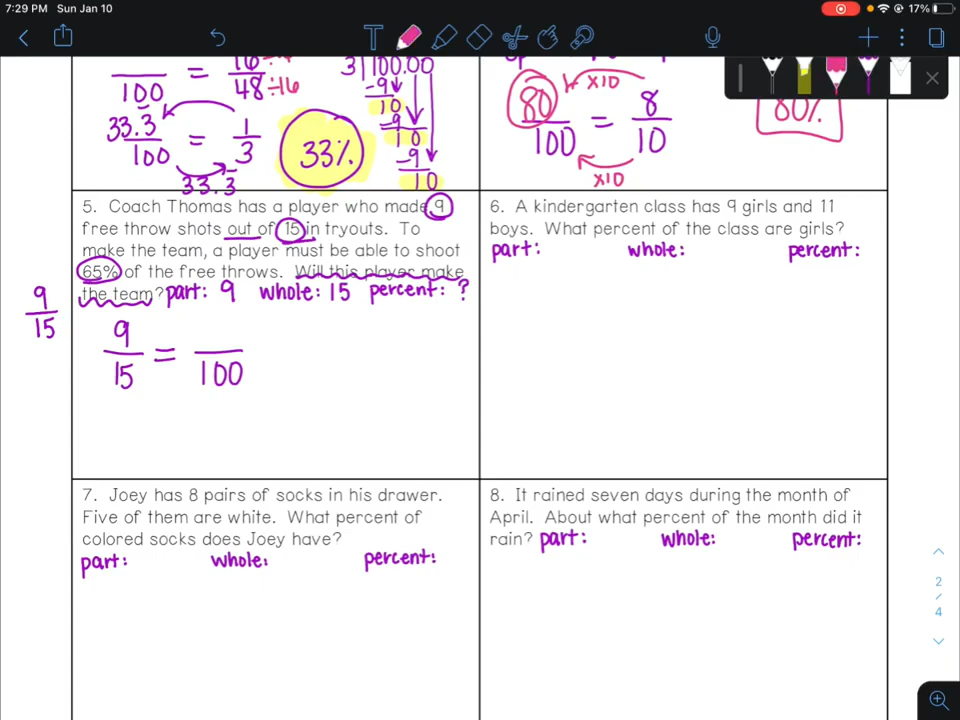 7:29 PM Sun Jan 10
17%
100 = 16/48 ÷16
33.3̄/100 = 1/3
33.3̄
33%
3 100.00
-9
10
-9
10
-9
10
x10
80/100 = 8/10
x10
80%
5. Coach Thomas has a player who made 9
free throw shots out of 15 in tryouts. To
make the team, a player must be able to shoot
65% of the free throws. Will this player make
the team? part: 9 whole: 15 percent: ?
9/15
9/15 = /100
6. A kindergarten class has 9 girls and 11
boys. What percent of the class are girls?
part: whole: percent:
7. Joey has 8 pairs of socks in his drawer.
Five of them are white. What percent of
colored socks does Joey have?
part: whole: percent:
8. It rained seven days during the month of
April. About what percent of the month did it
rain? part: whole: percent:
2
/
4